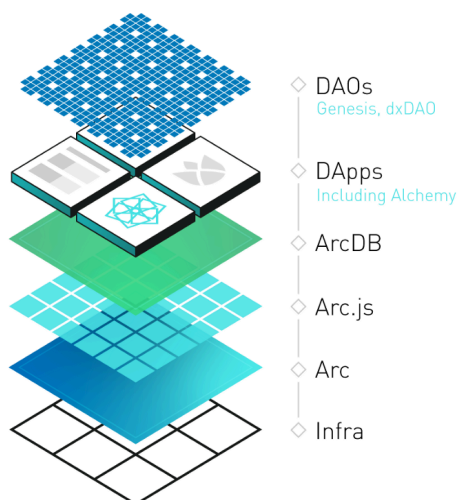 DAOs
Genesis, dxDAO
DApps
Including Alchemy
ArcDB
Arc.js
Arc
Infra